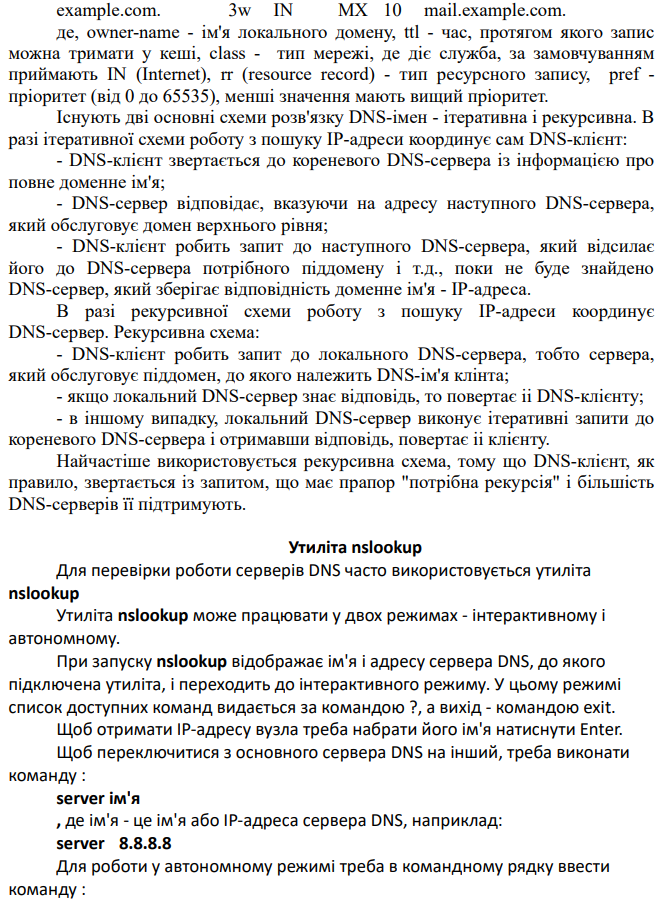 example.com. 3w IN MX 10 mail.example.com.
де, owner-name - ім'я локального домену, ttl - час, протягом якого запис
можна тримати у кеші, class - тип мережі, де діє служба, за замовчуванням
приймають IN (Internet), rr (resource record) - тип ресурсного запису, pref -
пріоритет (від 0 до 65535), менші значення мають вищий пріоритет.
Існують дві основні схеми розв'язку DNS-імен - ітеративна і рекурсивна. В
разі ітеративної схеми роботу з пошуку IP-адреси координує сам DNS-клієнт:
- DNS-клієнт звертається до кореневого DNS-сервера із інформацією про
повне доменне ім'я;
- DNS-сервер відповідає, вказуючи на адресу наступного DNS-сервера,
який обслуговує домен верхнього рівня;
- DNS-клієнт робить запит до наступного DNS-сервера, який відсилає
його до DNS-сервера потрібного піддомену і т.д., поки не буде знайдено
DNS-сервер, який зберігає відповідність доменне ім'я - IP-адреса.
В разі рекурсивної схеми роботу з пошуку IP-адреси координує
DNS-сервер. Рекурсивна схема:
- DNS-клієнт робить запит до локального DNS-сервера, тобто сервера,
який обслуговує піддомен, до якого належить DNS-ім'я клінта;
- якщо локальний DNS-сервер знає відповідь, то повертає іі DNS-клієнту;
- в іншому випадку, локальний DNS-сервер виконує ітеративні запити до
кореневого DNS-сервера і отримавши відповідь, повертає іі клієнту.
Найчастіше використовується рекурсивна схема, тому що DNS-клієнт, як
правило, звертається із запитом, що має прапор "потрібна рекурсія" і більшість
DNS-серверів її підтримують.
Утиліта nslookup
Для перевірки роботи серверів DNS часто використовується утиліта
nslookup
Утиліта nslookup може працювати у двох режимах - інтерактивному і
автономному.
При запуску nslookup відображає ім'я і адресу сервера DNS, до якого
підключена утиліта, і переходить до інтерактивного режиму. У цьому режимі
список доступних команд видається за командою ?, а вихід - командою exit.
Щоб отримати IP-адресу вузла треба набрати його ім'я натиснути Enter.
Щоб переключитися з основного сервера DNS на інший, треба виконати
команду :
server ім'я
, де ім'я - це ім'я або IP-адреса сервера DNS, наприклад:
server 8.8.8.8
Для роботи у автономному режимі треба в командному рядку ввести
команду :